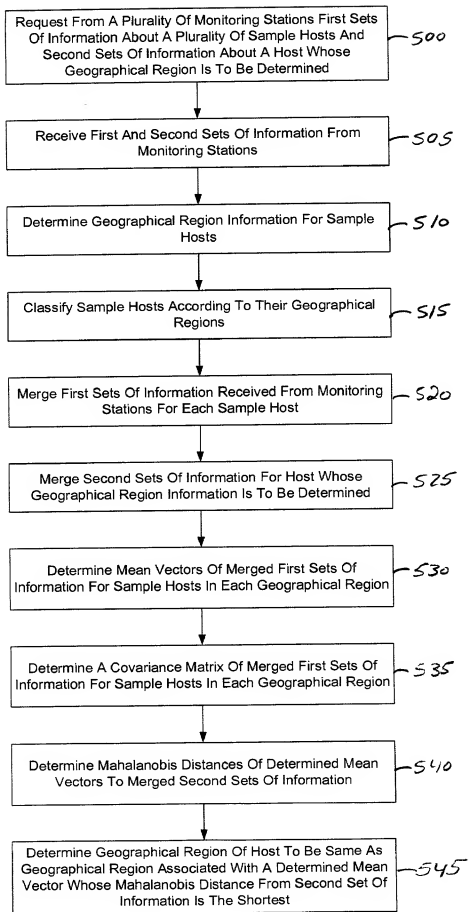 Request From A Plurality Of Monitoring Stations First Sets
Of Information About A Plurality Of Sample Hosts And
Second Sets Of Information About A Host Whose
Geographical Region Is To Be Determined
500
Receive First And Second Sets Of Information From
Monitoring Stations
505
Determine Geographical Region Information For Sample
Hosts
510
Classify Sample Hosts According To Their Geographical
Regions
515
Merge First Sets Of Information Received From Monitoring
Stations For Each Sample Host
520
Merge Second Sets Of Information For Host Whose
Geographical Region Information Is To Be Determined
525
Determine Mean Vectors Of Merged First Sets Of
Information For Sample Hosts In Each Geographical Region
530
Determine A Covariance Matrix Of Merged First Sets Of
Information For Sample Hosts In Each Geographical Region
535
Determine Mahalanobis Distances Of Determined Mean
Vectors To Merged Second Sets Of Information
540
Determine Geographical Region Of Host To Be Same As
Geographical Region Associated With A Determined Mean
Vector Whose Mahalanobis Distance From Second Set Of
Information Is The Shortest
545